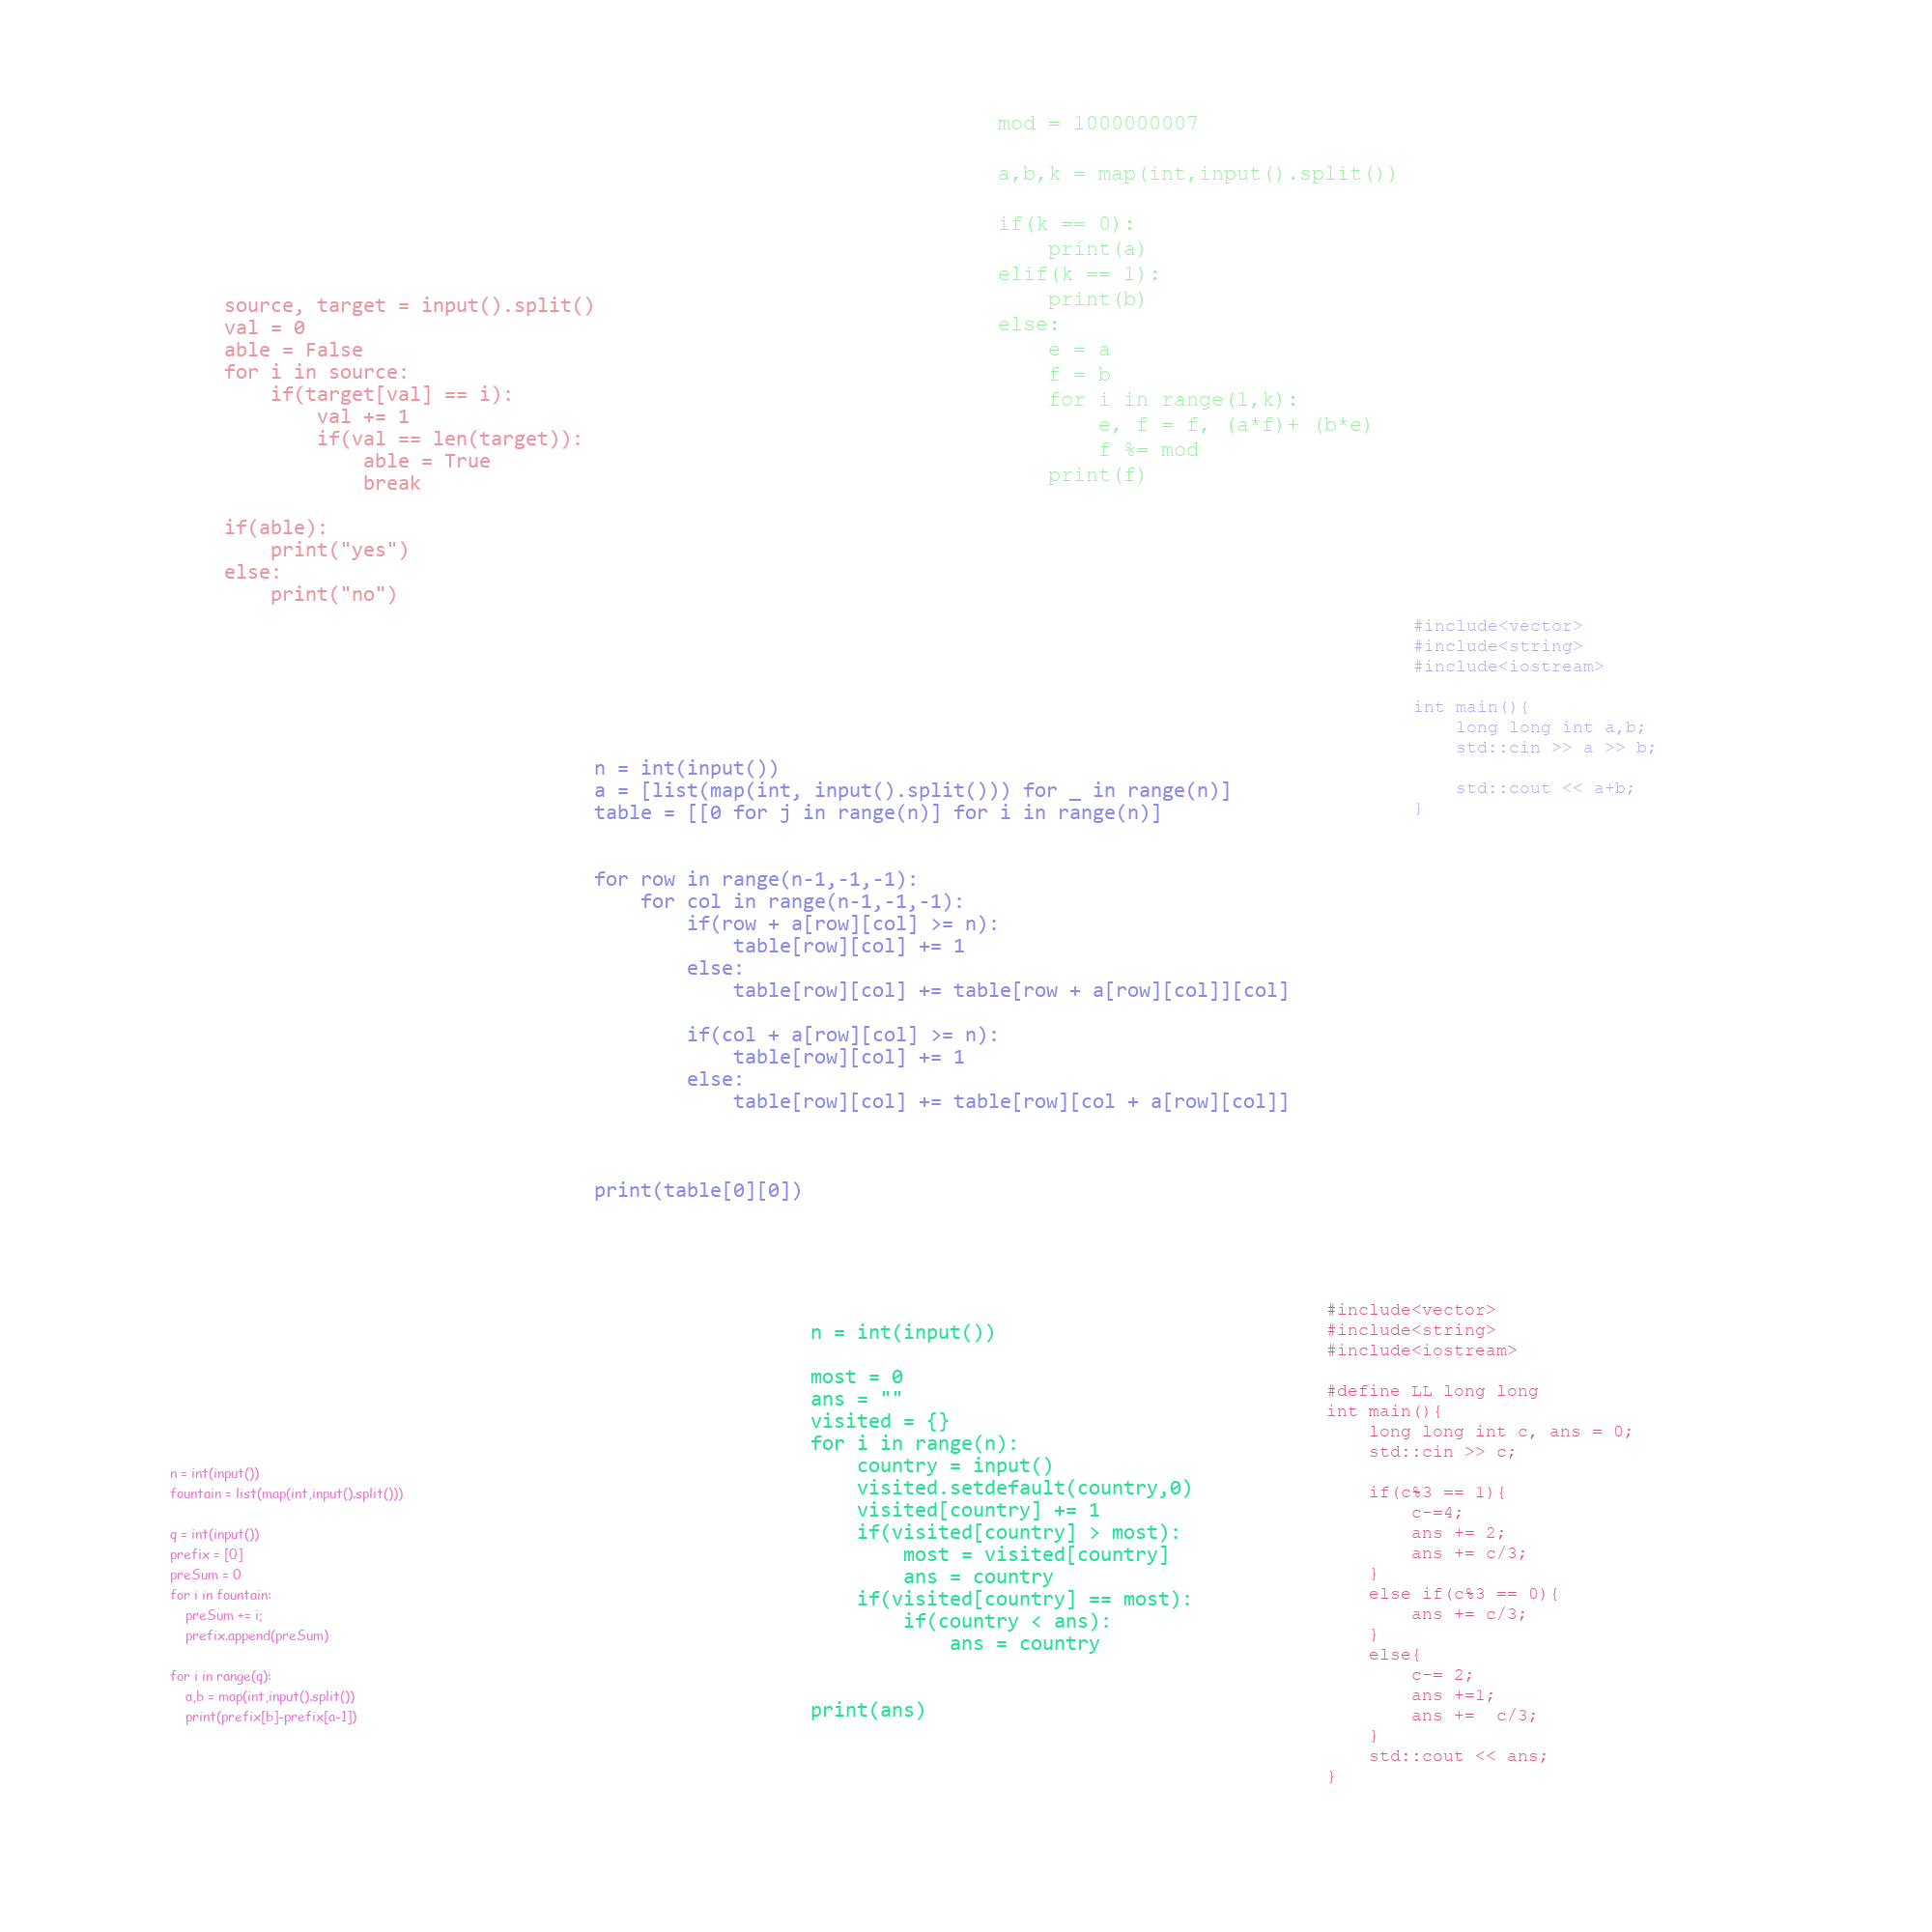 mod = 1000000007

a,b,k = map(int,input().split())

if(k == 0):
    print(a)
elif(k == 1):
    print(b)
else:
    e = a
    f = b
    for i in range(1,k):
        e, f = f, (a*f)+ (b*e)
        f %= mod
    print(f)

source, target = input().split()
val = 0
able = False
for i in source:
    if(target[val] == i):
        val += 1
        if(val == len(target)):
            able = True
            break

if(able):
    print("yes")
else:
    print("no")

#include<vector>
#include<string>
#include<iostream>

int main(){
    long long int a,b;
    std::cin >> a >> b;

    std::cout << a+b;
}

n = int(input())
a = [list(map(int, input().split())) for _ in range(n)]
table = [[0 for j in range(n)] for i in range(n)]


for row in range(n-1,-1,-1):
    for col in range(n-1,-1,-1):
        if(row + a[row][col] >= n):
            table[row][col] += 1
        else:
            table[row][col] += table[row + a[row][col]][col]

        if(col + a[row][col] >= n):
            table[row][col] += 1
        else:
            table[row][col] += table[row][col + a[row][col]]



print(table[0][0])

n = int(input())

most = 0
ans = ""
visited = {}
for i in range(n):
    country = input()
    visited.setdefault(country,0)
    visited[country] += 1
    if(visited[country] > most):
        most = visited[country]
        ans = country
    if(visited[country] == most):
        if(country < ans):
            ans = country


print(ans)

#include<vector>
#include<string>
#include<iostream>

#define LL long long
int main(){
    long long int c, ans = 0;
    std::cin >> c;

    if(c%3 == 1){
        c-=4;
        ans += 2;
        ans += c/3;
    }
    else if(c%3 == 0){
        ans += c/3;
    }
    else{
        c-= 2;
        ans +=1;
        ans +=  c/3;
    }
    std::cout << ans;
}

n = int(input())
fountain = list(map(int,input().split()))

q = int(input())
prefix = [0]
preSum = 0
for i in fountain:
    preSum += i;
    prefix.append(preSum)

for i in range(q):
    a,b = map(int,input().split())
    print(prefix[b]-prefix[a-1])